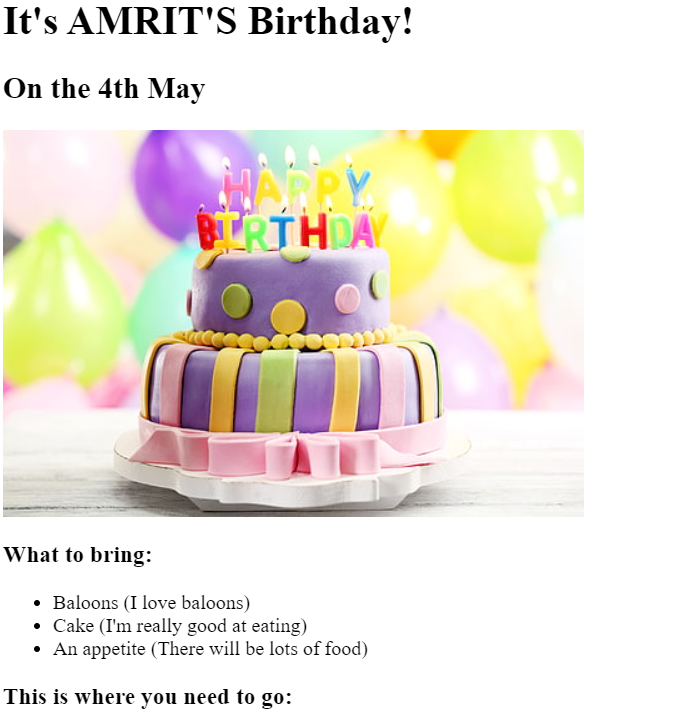 It's AMRIT'S Birthday!
On the 4th May
HAPPY
BIRTHDAY
What to bring:
Baloons (I love baloons)
Cake (I'm really good at eating)
An appetite (There will be lots of food)
This is where you need to go: